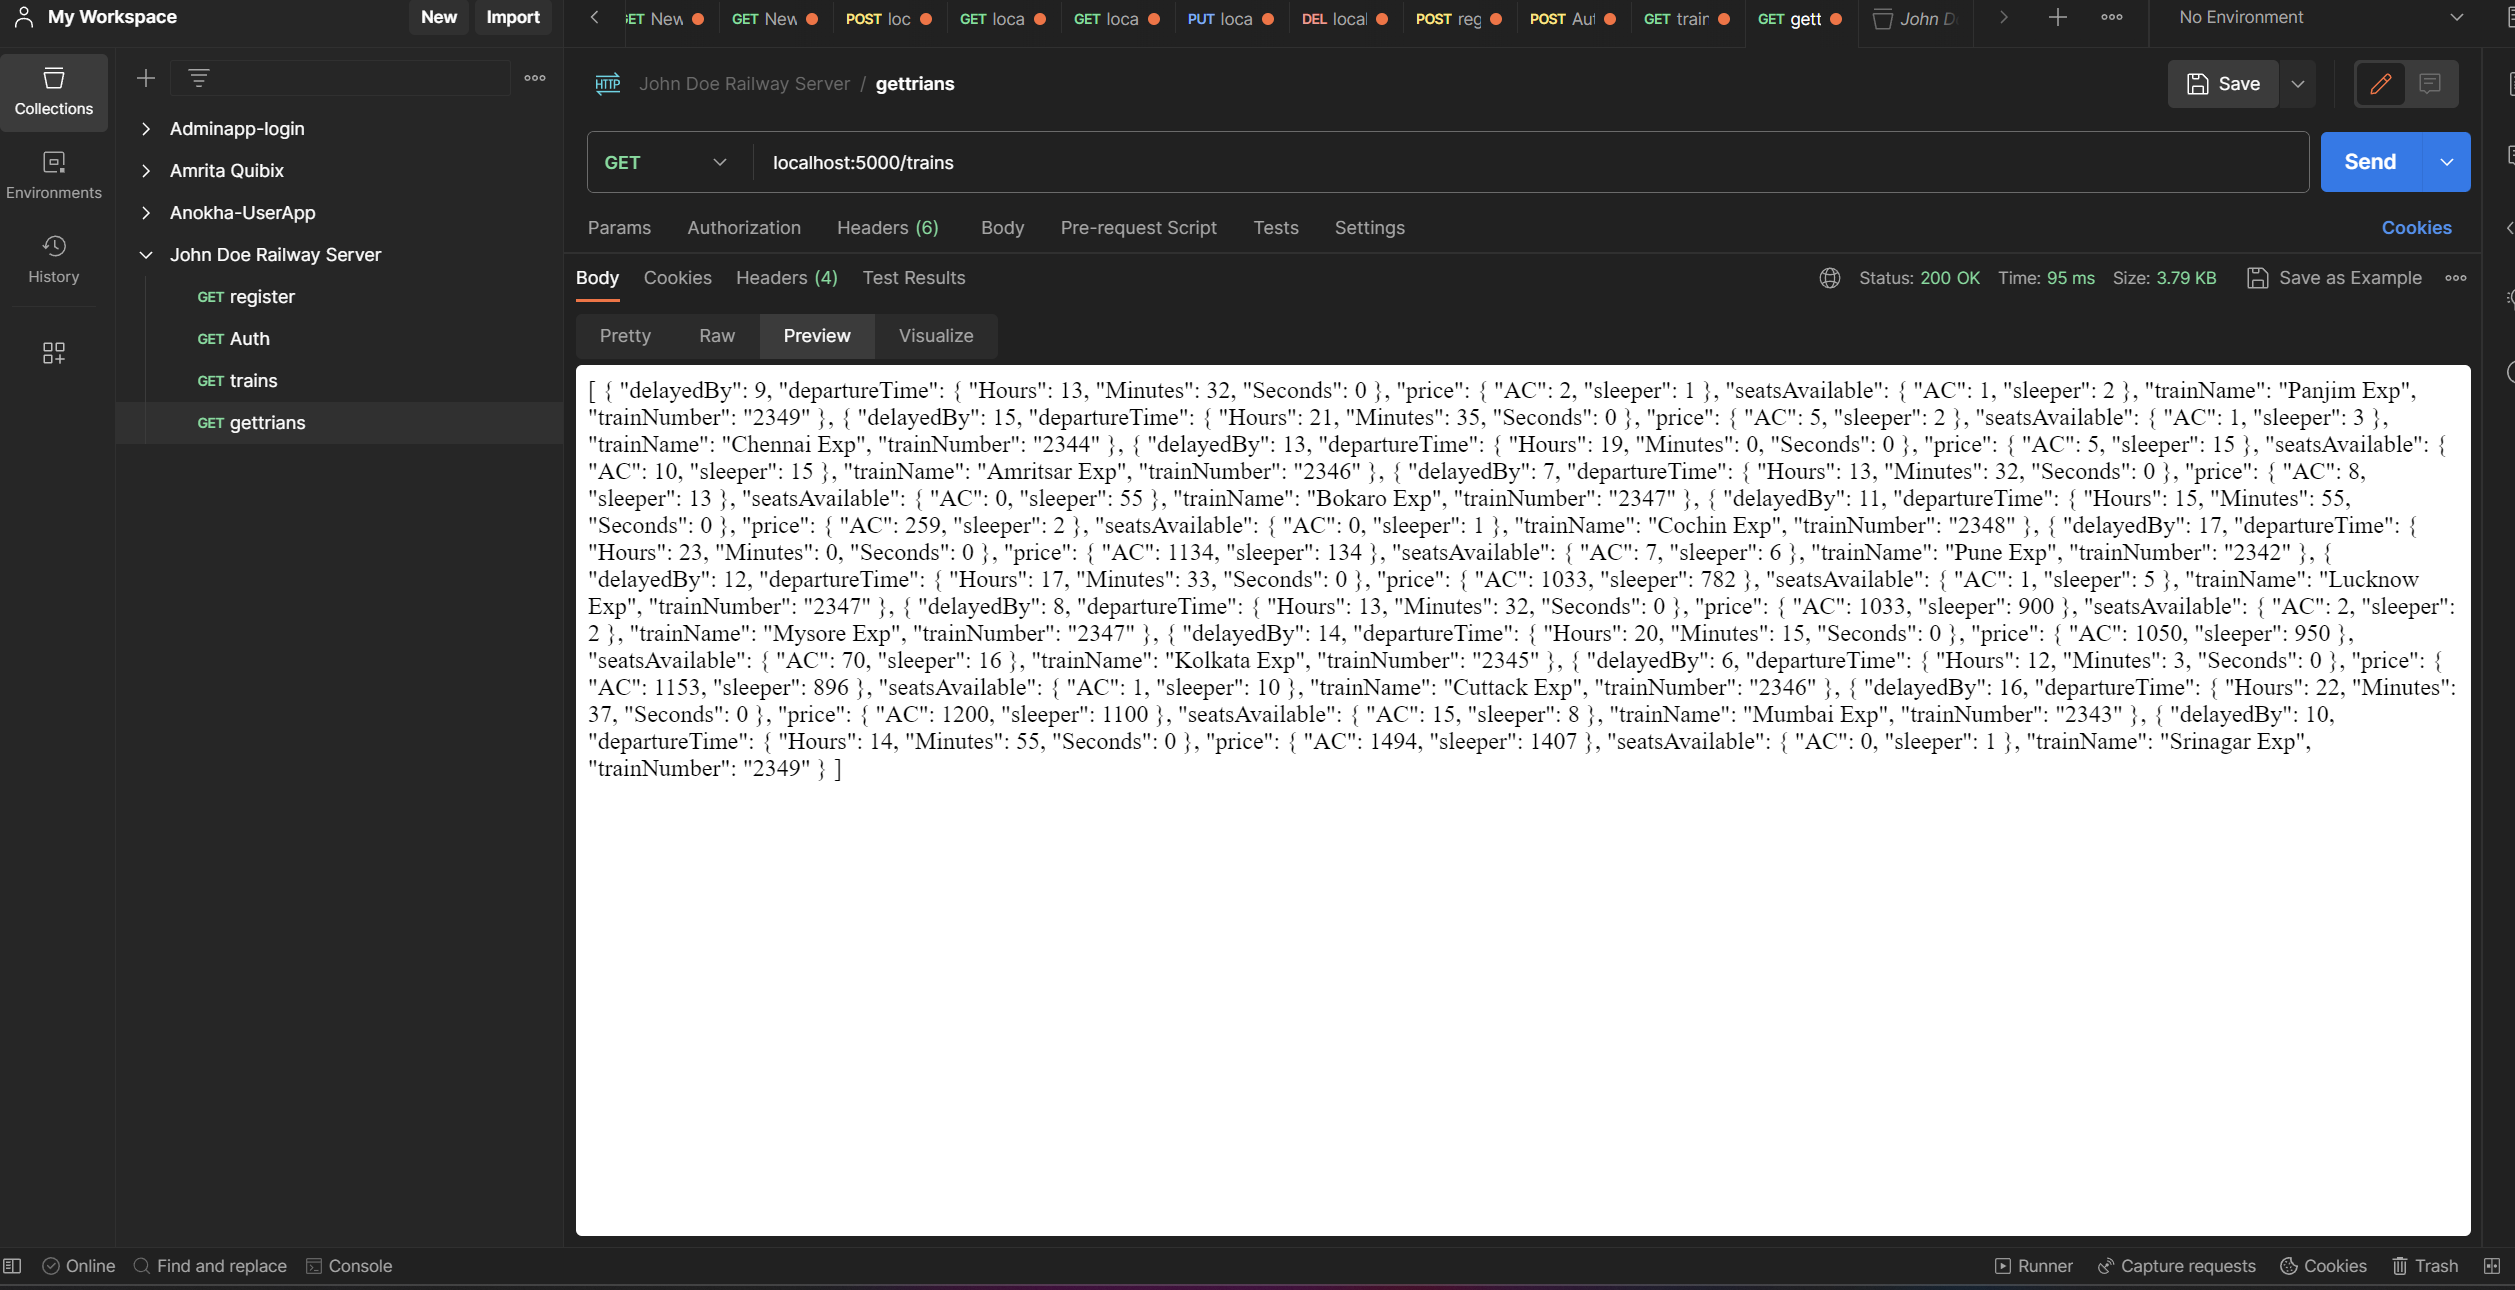 My Workspace
New
Import
GET New
GET New
POST loc
GET loca
GET loca
PUT loca
DEL local
POST reg
POST Aut
GET train
GET gett
John D
No Environment
Collections
Environments
History
Adminapp-login
Amrita Quibix
Anokha-UserApp
John Doe Railway Server
GET register
GET Auth
GET trains
GET gettrians
HTTP
John Doe Railway Server / gettrians
Save
GET
localhost:5000/trains
Send
Params
Authorization
Headers (6)
Body
Pre-request Script
Tests
Settings
Cookies
Body
Cookies
Headers (4)
Test Results
Status: 200 OK
Time: 95 ms
Size: 3.79 KB
Save as Example
Pretty
Raw
Preview
Visualize
[ { "delayedBy": 9, "departureTime": { "Hours": 13, "Minutes": 32, "Seconds": 0 }, "price": { "AC": 2, "sleeper": 1 }, "seatsAvailable": { "AC": 1, "sleeper": 2 }, "trainName": "Panjim Exp",
"trainNumber": "2349" }, { "delayedBy": 15, "departureTime": { "Hours": 21, "Minutes": 35, "Seconds": 0 }, "price": { "AC": 5, "sleeper": 2 }, "seatsAvailable": { "AC": 1, "sleeper": 3 },
"trainName": "Chennai Exp", "trainNumber": "2344" }, { "delayedBy": 13, "departureTime": { "Hours": 19, "Minutes": 0, "Seconds": 0 }, "price": { "AC": 5, "sleeper": 15 }, "seatsAvailable": {
"AC": 10, "sleeper": 15 }, "trainName": "Amritsar Exp", "trainNumber": "2346" }, { "delayedBy": 7, "departureTime": { "Hours": 13, "Minutes": 32, "Seconds": 0 }, "price": { "AC": 8,
"sleeper": 13 }, "seatsAvailable": { "AC": 0, "sleeper": 55 }, "trainName": "Bokaro Exp", "trainNumber": "2347" }, { "delayedBy": 11, "departureTime": { "Hours": 15, "Minutes": 55,
"Seconds": 0 }, "price": { "AC": 259, "sleeper": 2 }, "seatsAvailable": { "AC": 0, "sleeper": 1 }, "trainName": "Cochin Exp", "trainNumber": "2348" }, { "delayedBy": 17, "departureTime": {
"Hours": 23, "Minutes": 0, "Seconds": 0 }, "price": { "AC": 1134, "sleeper": 134 }, "seatsAvailable": { "AC": 7, "sleeper": 6 }, "trainName": "Pune Exp", "trainNumber": "2342" }, {
"delayedBy": 12, "departureTime": { "Hours": 17, "Minutes": 33, "Seconds": 0 }, "price": { "AC": 1033, "sleeper": 782 }, "seatsAvailable": { "AC": 1, "sleeper": 5 }, "trainName": "Lucknow
Exp", "trainNumber": "2347" }, { "delayedBy": 8, "departureTime": { "Hours": 13, "Minutes": 32, "Seconds": 0 }, "price": { "AC": 1033, "sleeper": 900 }, "seatsAvailable": { "AC": 2, "sleeper":
2 }, "trainName": "Mysore Exp", "trainNumber": "2347" }, { "delayedBy": 14, "departureTime": { "Hours": 20, "Minutes": 15, "Seconds": 0 }, "price": { "AC": 1050, "sleeper": 950 },
"seatsAvailable": { "AC": 70, "sleeper": 16 }, "trainName": "Kolkata Exp", "trainNumber": "2345" }, { "delayedBy": 6, "departureTime": { "Hours": 12, "Minutes": 3, "Seconds": 0 }, "price": {
"AC": 1153, "sleeper": 896 }, "seatsAvailable": { "AC": 1, "sleeper": 10 }, "trainName": "Cuttack Exp", "trainNumber": "2346" }, { "delayedBy": 16, "departureTime": { "Hours": 22, "Minutes":
37, "Seconds": 0 }, "price": { "AC": 1200, "sleeper": 1100 }, "seatsAvailable": { "AC": 15, "sleeper": 8 }, "trainName": "Mumbai Exp", "trainNumber": "2343" }, { "delayedBy": 10,
"departureTime": { "Hours": 14, "Minutes": 55, "Seconds": 0 }, "price": { "AC": 1494, "sleeper": 1407 }, "seatsAvailable": { "AC": 0, "sleeper": 1 }, "trainName": "Srinagar Exp",
"trainNumber": "2349" } ]
Online
Find and replace
Console
Runner
Capture requests
Cookies
Trash